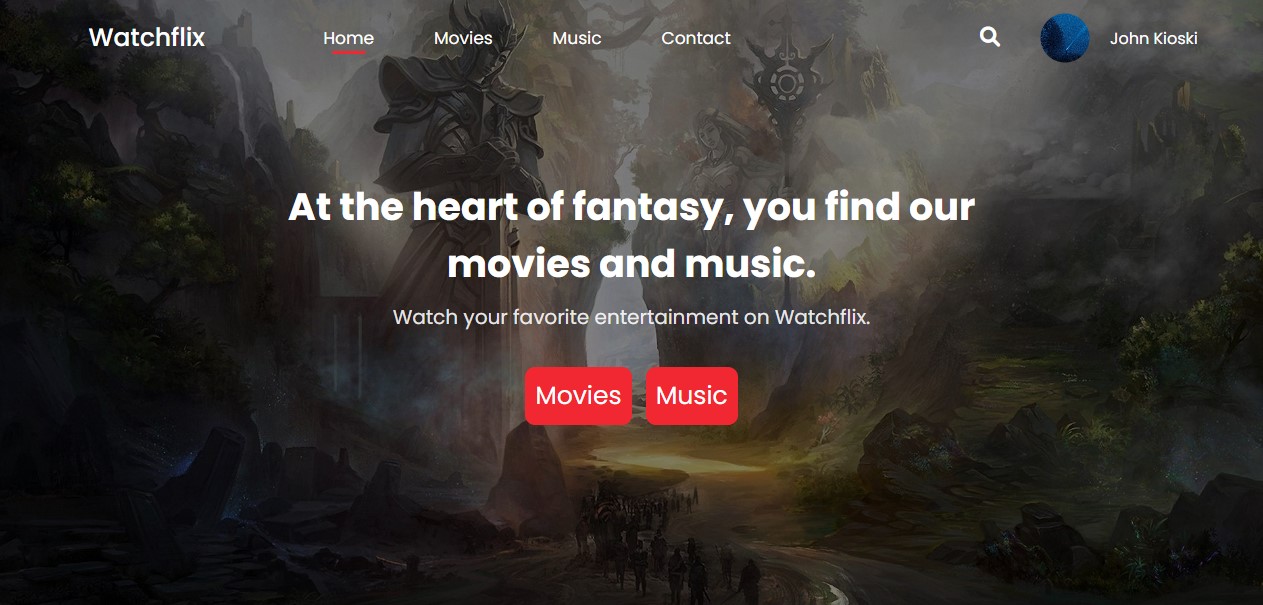 Watchflix
Home
Movies
Music
Contact
John Kioski
At the heart of fantasy, you find our
movies and music.
Watch your favorite entertainment on Watchflix.
Movies
Music